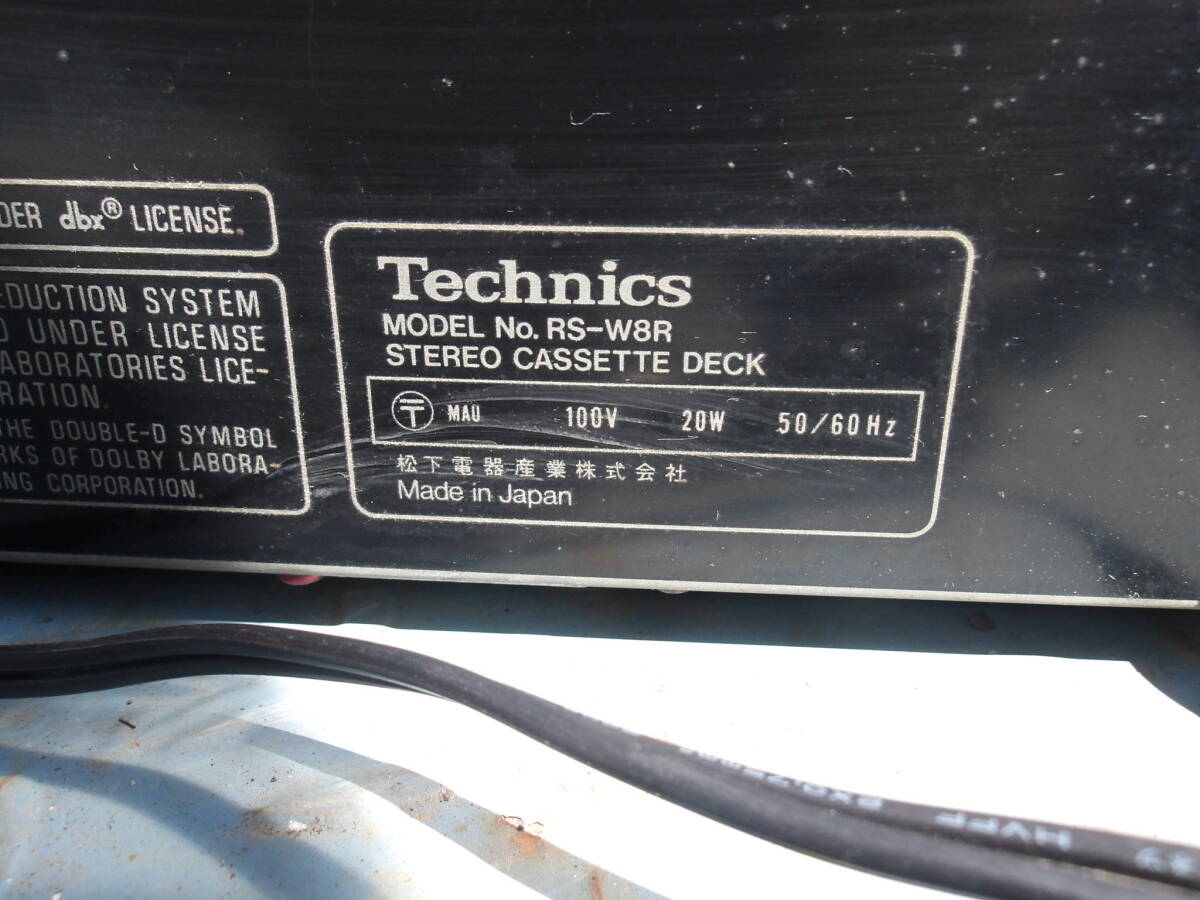 DER dbx® LICENSE.
EDUCTION SYSTEM
D UNDER LICENSE
ABORATORIES LICE-
RATION.
THE DOUBLE-D SYMBOL
RKS OF DOLBY LABORA-
ING CORPORATION.
Technics
MODEL No. RS-W8R
STEREO CASSETTE DECK
〒 MAU 100V 20W 50/60Hz
松下電器産業株式会社
Made in Japan
HVFF